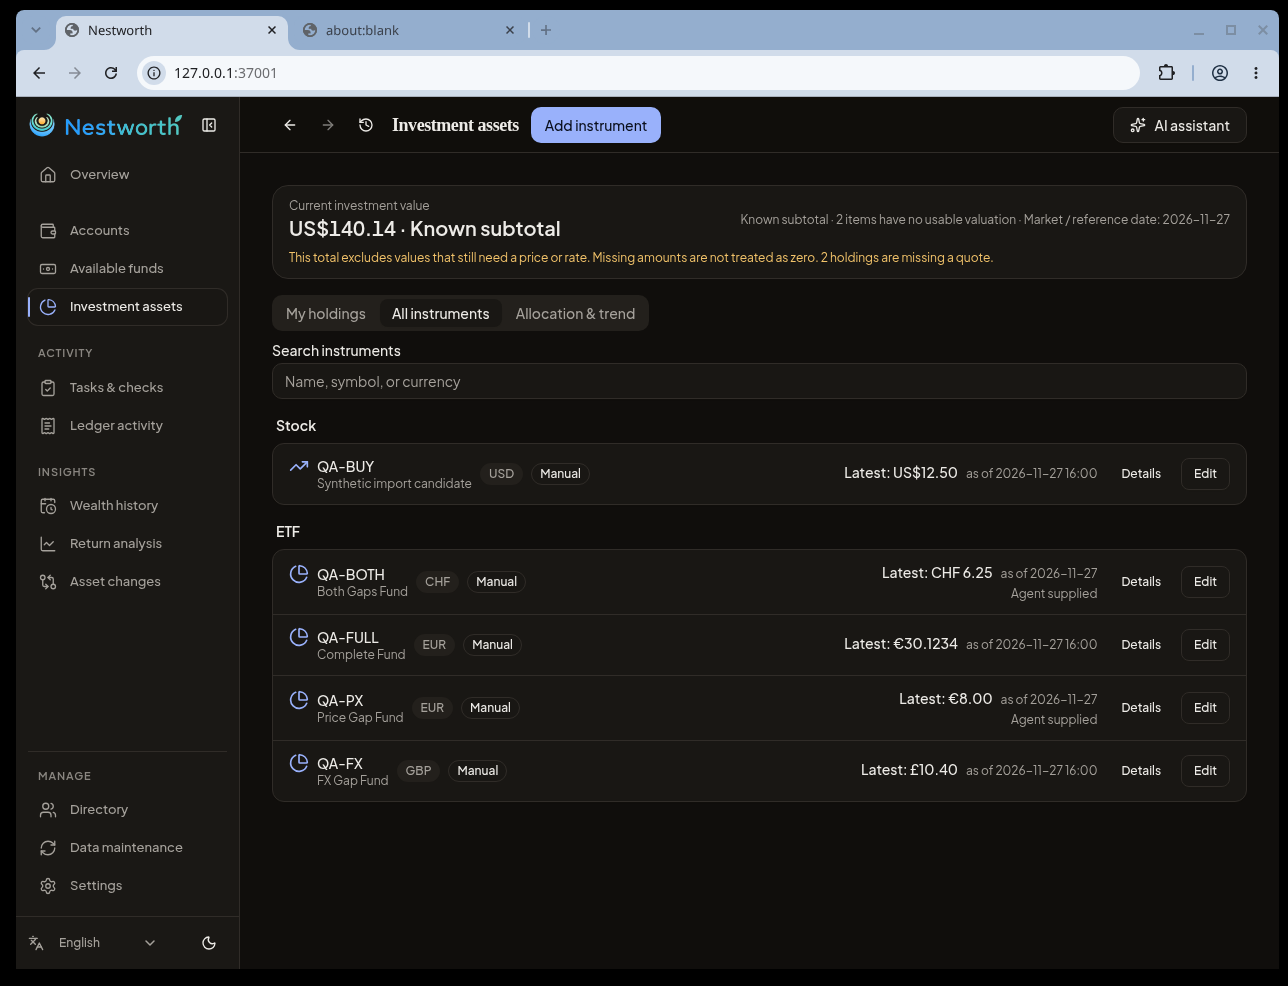 Nestworth
about:blank
127.0.0.1:37001
Nestworth
Investment assets
Add instrument
AI assistant
Overview
Accounts
Available funds
Investment assets
ACTIVITY
Tasks & checks
Ledger activity
INSIGHTS
Wealth history
Return analysis
Asset changes
MANAGE
Directory
Data maintenance
Settings
English
Current investment value
US$140.14 · Known subtotal
Known subtotal · 2 items have no usable valuation · Market / reference date: 2026-11-27
This total excludes values that still need a price or rate. Missing amounts are not treated as zero. 2 holdings are missing a quote.
My holdings
All instruments
Allocation & trend
Search instruments
Name, symbol, or currency
Stock
QA-BUY
Synthetic import candidate
USD
Manual
Latest: US$12.50 as of 2026-11-27 16:00
Details
Edit
ETF
QA-BOTH
Both Gaps Fund
CHF
Manual
Latest: CHF 6.25 as of 2026-11-27
Agent supplied
Details
Edit
QA-FULL
Complete Fund
EUR
Manual
Latest: €30.1234 as of 2026-11-27 16:00
Details
Edit
QA-PX
Price Gap Fund
EUR
Manual
Latest: €8.00 as of 2026-11-27
Agent supplied
Details
Edit
QA-FX
FX Gap Fund
GBP
Manual
Latest: £10.40 as of 2026-11-27 16:00
Details
Edit